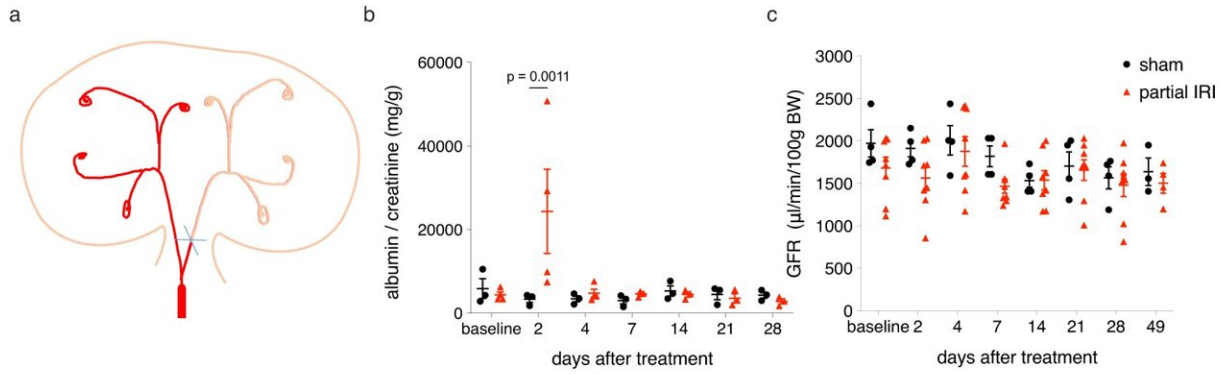 a
b
60000
p = 0.0011
40000
20000
0
albumin / creatinine (mg/g)
baseline 2 4 7 14 21 28
days after treatment
c
3000
2500
2000
1500
1000
500
0
GFR (µl/min/100g BW)
sham
partial IRI
baseline 2 4 7 14 21 28 49
days after treatment